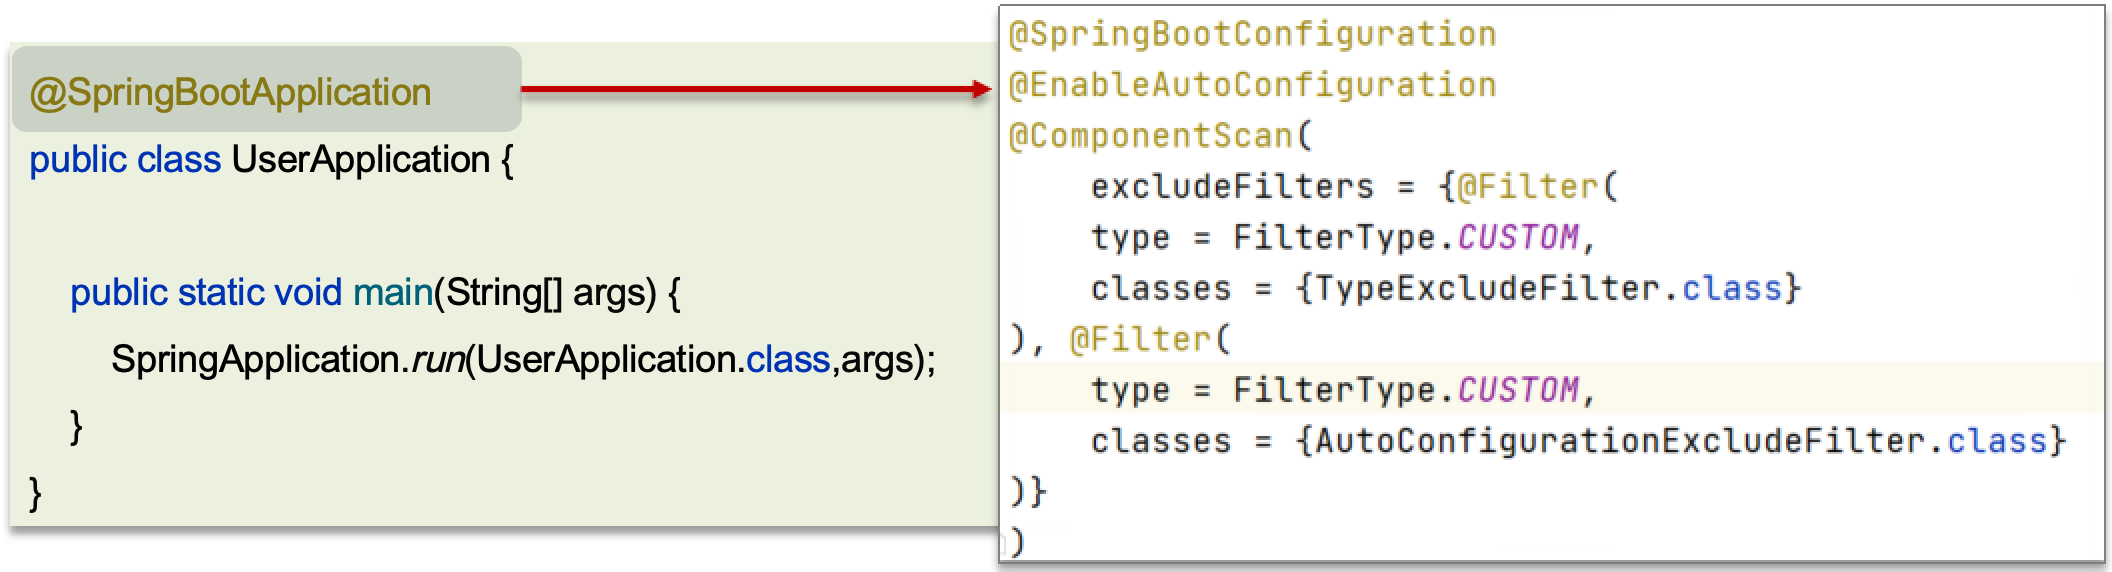 @SpringBootApplication
public class UserApplication {
public static void main(String[] args) {
SpringApplication.run(UserApplication.class,args);
}
}
@SpringBootConfiguration
@EnableAutoConfiguration
@ComponentScan(
excludeFilters = {@Filter(
type = FilterType.CUSTOM,
classes = {TypeExcludeFilter.class}
), @Filter(
type = FilterType.CUSTOM,
classes = {AutoConfigurationExcludeFilter.class}
)}
)